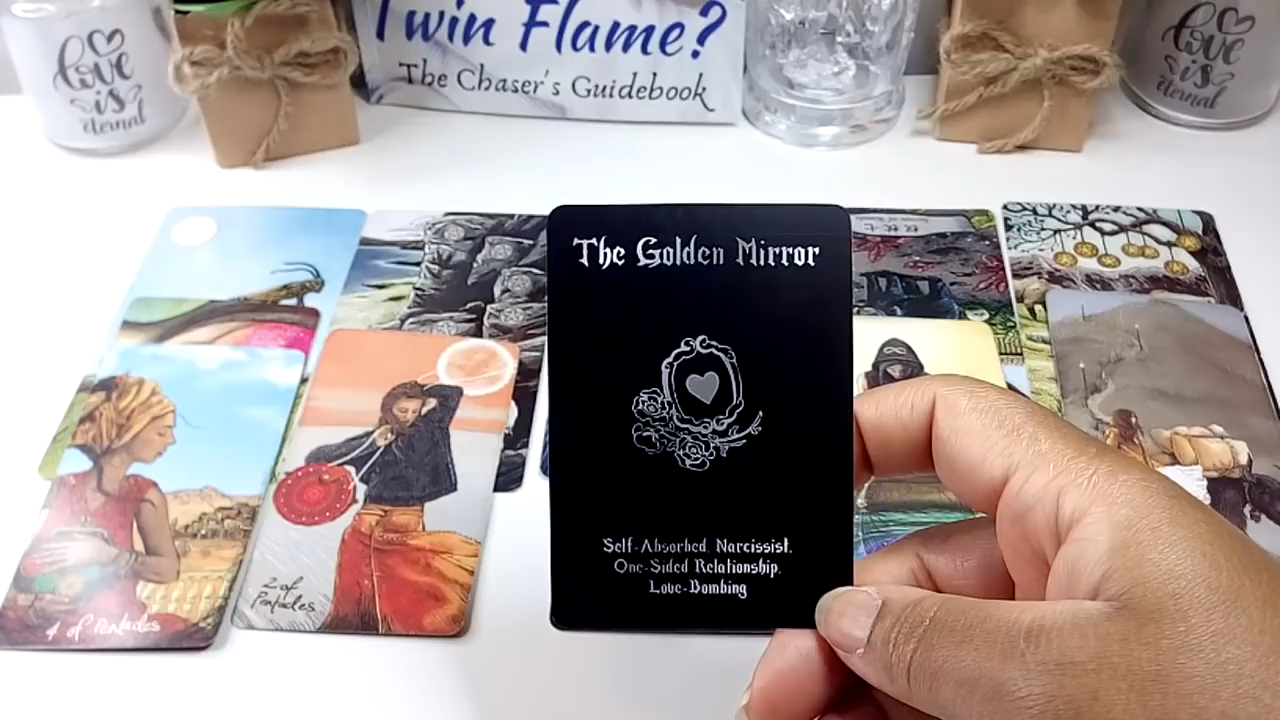 Twin Flame?
The Chaser's Guidebook
love
is
eternal
love
is
eternal
The Golden Mirror
Self-Absorbed, Narcissist,
One-Sided Relationship,
Love-Bombing
4 of Pentacles
2 of
Pentacles